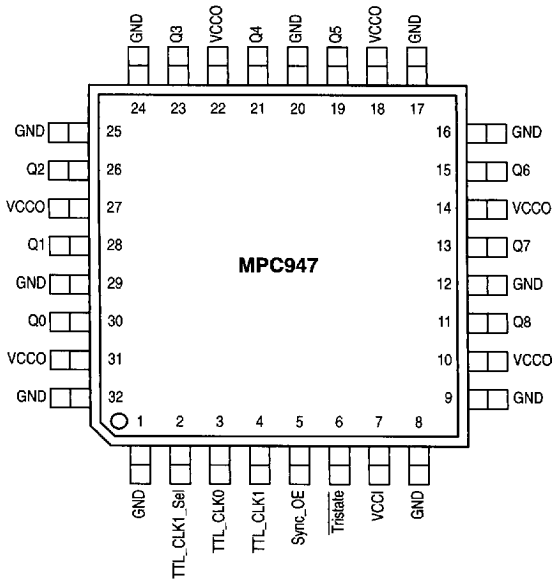 GND Q3 VCCO Q4 GND Q5 VCCO GND
24 23 22 21 20 19 18 17
GND 25 16 GND
Q2 26 15 Q6
VCCO 27 14 VCCO
Q1 28 13 Q7
MPC947
GND 29 12 GND
Q0 30 11 Q8
VCCO 31 10 VCCO
GND 32 9 GND
1 2 3 4 5 6 7 8
GND TTL_CLK1_Sel TTL_CLK0 TTL_CLK1 Sync_OE Tristate VCCI GND